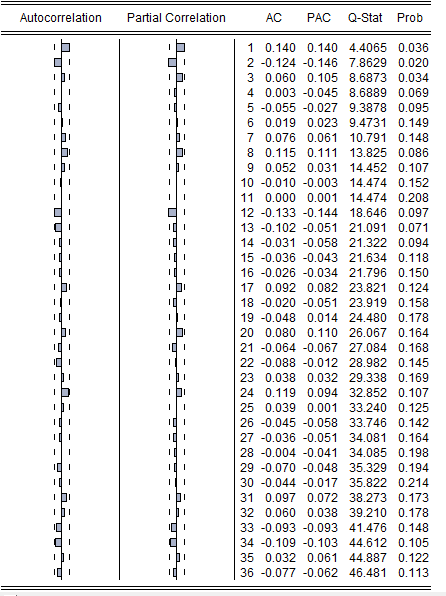 Autocorrelation Partial Correlation AC PAC Q-Stat Prob
1 0.140 0.140 4.4065 0.036
2 -0.124 -0.146 7.8629 0.020
3 0.060 0.105 8.6873 0.034
4 0.003 -0.045 8.6889 0.069
5 -0.055 -0.027 9.3878 0.095
6 0.019 0.023 9.4731 0.149
7 0.076 0.061 10.791 0.148
8 0.115 0.111 13.825 0.086
9 0.052 0.031 14.452 0.107
10 -0.010 -0.003 14.474 0.152
11 0.000 0.001 14.474 0.208
12 -0.133 -0.144 18.646 0.097
13 -0.102 -0.051 21.091 0.071
14 -0.031 -0.058 21.322 0.094
15 -0.036 -0.043 21.634 0.118
16 -0.026 -0.034 21.796 0.150
17 0.092 0.082 23.821 0.124
18 -0.020 -0.051 23.919 0.158
19 -0.048 0.014 24.480 0.178
20 0.080 0.110 26.067 0.164
21 -0.064 -0.067 27.084 0.168
22 -0.088 -0.012 28.982 0.145
23 0.038 0.032 29.338 0.169
24 0.119 0.094 32.852 0.107
25 0.039 0.001 33.240 0.125
26 -0.045 -0.058 33.746 0.142
27 -0.036 -0.051 34.081 0.164
28 -0.004 -0.041 34.085 0.198
29 -0.070 -0.048 35.329 0.194
30 -0.044 -0.017 35.822 0.214
31 0.097 0.072 38.273 0.173
32 0.060 0.038 39.210 0.178
33 -0.093 -0.093 41.476 0.148
34 -0.109 -0.103 44.612 0.105
35 0.032 0.061 44.887 0.122
36 -0.077 -0.062 46.481 0.113